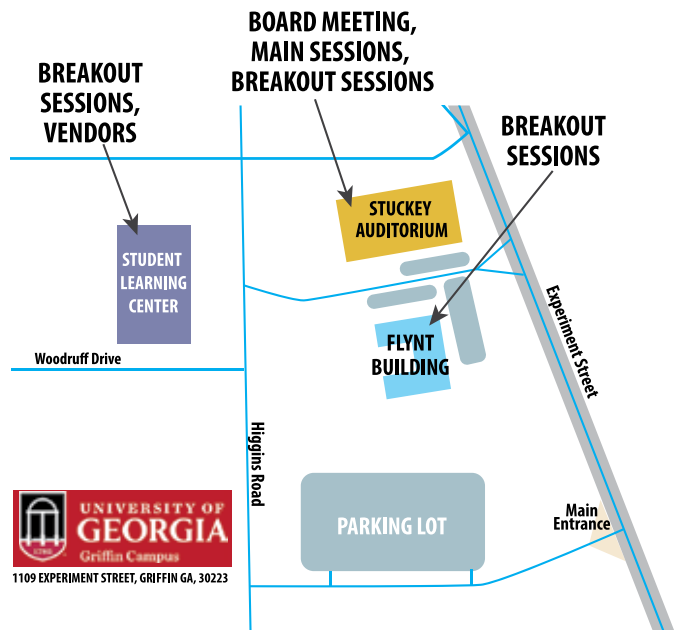 BOARD MEETING,
MAIN SESSIONS,
BREAKOUT SESSIONS
BREAKOUT
SESSIONS,
VENDORS
BREAKOUT
SESSIONS
STUCKEY
AUDITORIUM
STUDENT
LEARNING
CENTER
Experiment Street
FLYNT
BUILDING
Woodruff Drive
Higgins Road
UNIVERSITY OF
GEORGIA
Griffin Campus
1785
PARKING LOT
Main
Entrance
1109 EXPERIMENT STREET, GRIFFIN GA, 30223